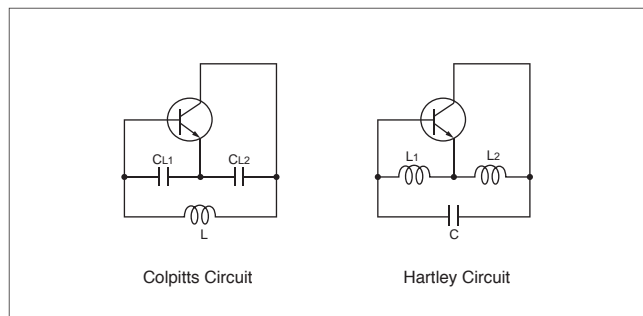 CL1 CL2
L
Colpitts Circuit
L1 L2
C
Hartley Circuit